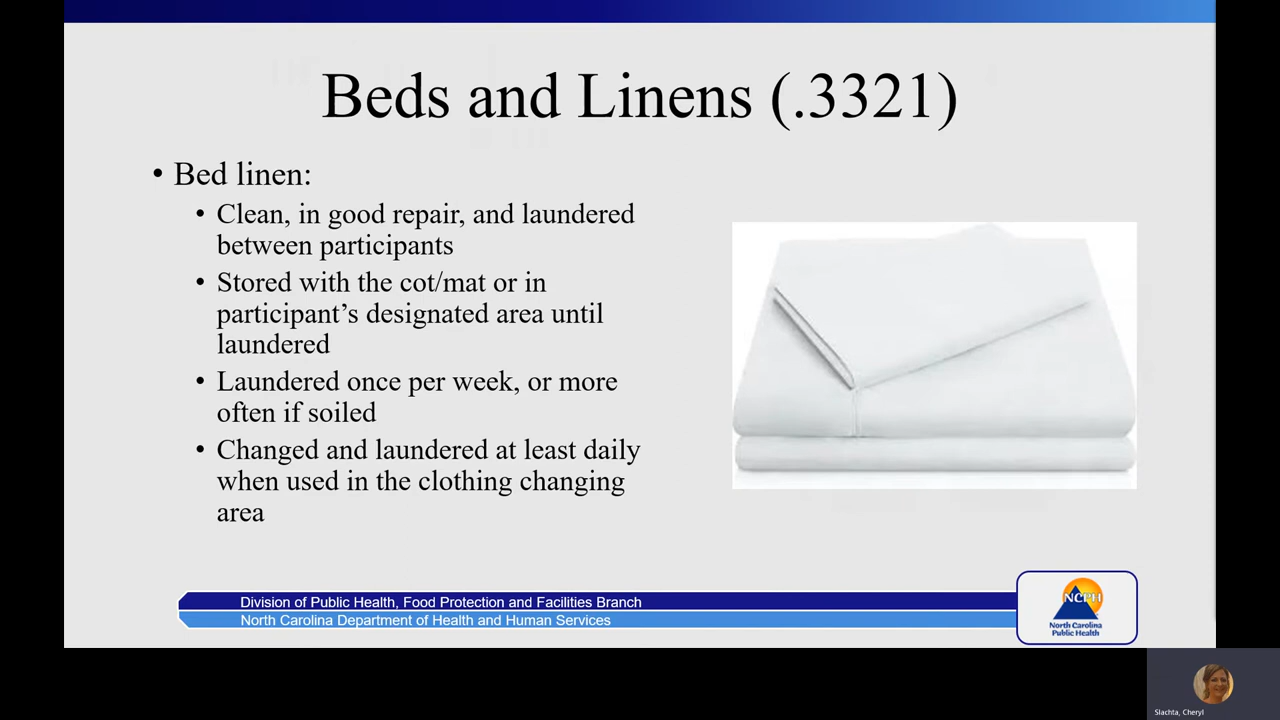 Beds and Linens (.3321)
• Bed linen:
• Clean, in good repair, and laundered
between participants
• Stored with the cot/mat or in
participant’s designated area until
laundered
• Laundered once per week, or more
often if soiled
• Changed and laundered at least daily
when used in the clothing changing
area
Division of Public Health, Food Protection and Facilities Branch
North Carolina Department of Health and Human Services
NCPH
North Carolina
Public Health
Slachta, Cheryl